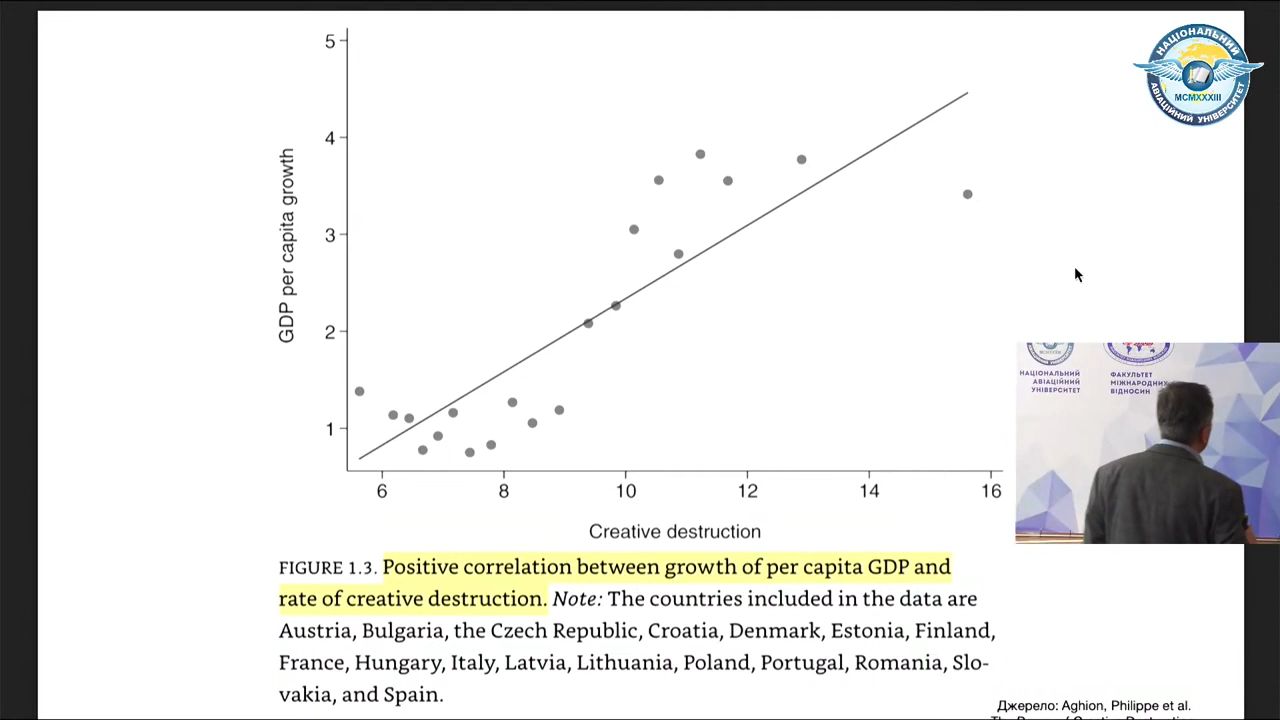 НАЦІОНАЛЬНИЙ
АВІАЦІЙНИЙ УНІВЕРСИТЕТ
MCMXXXIII
5
4
3
2
1
GDP per capita growth
6 8 10 12 14 16
Creative destruction
НАЦІОНАЛЬНИЙ
АВІАЦІЙНИЙ
УНІВЕРСИТЕТ
ФАКУЛЬТЕТ
МІЖНАРОДНИХ
ВІДНОСИН
FIGURE 1.3. Positive correlation between growth of per capita GDP and
rate of creative destruction. Note: The countries included in the data are
Austria, Bulgaria, the Czech Republic, Croatia, Denmark, Estonia, Finland,
France, Hungary, Italy, Latvia, Lithuania, Poland, Portugal, Romania, Slo-
vakia, and Spain.
Джерело: Aghion, Philippe et al.